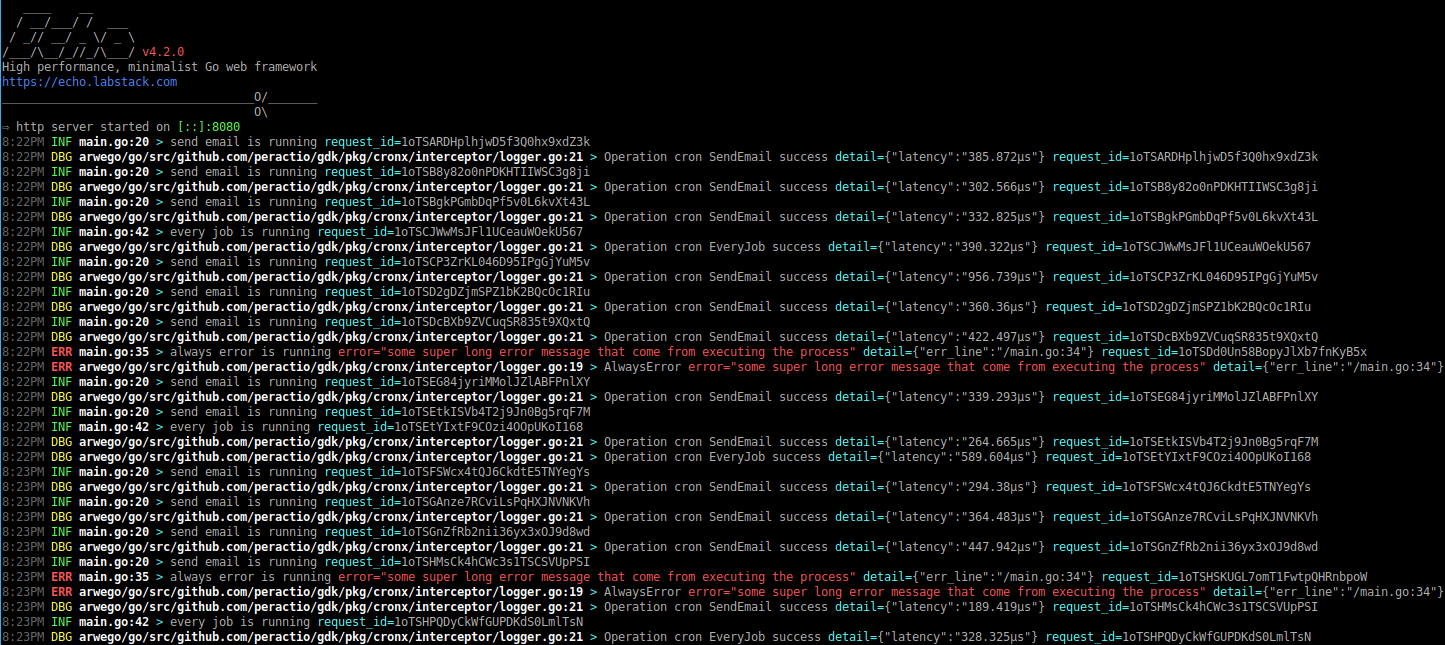 v4.2.0
High performance, minimalist Go web framework
https://echo.labstack.com
____________________________________O/_______
O\
⇨ http server started on [::]:8080
8:22PM INF main.go:20 > send email is running request_id=1oTSARDHplhjwD5f3Q0hx9xdZ3k
8:22PM DBG arwego/go/src/github.com/peractio/gdk/pkg/cronx/interceptor/logger.go:21 > Operation cron SendEmail success detail={"latency":"385.872µs"} request_id=1oTSARDHplhjwD5f3Q0hx9xdZ3k
8:22PM INF main.go:20 > send email is running request_id=1oTSB8y82o0nPDKHTIIWSC3g8ji
8:22PM DBG arwego/go/src/github.com/peractio/gdk/pkg/cronx/interceptor/logger.go:21 > Operation cron SendEmail success detail={"latency":"302.566µs"} request_id=1oTSB8y82o0nPDKHTIIWSC3g8ji
8:22PM INF main.go:20 > send email is running request_id=1oTSBgkPGmbDqPf5v0L6kvXt43L
8:22PM DBG arwego/go/src/github.com/peractio/gdk/pkg/cronx/interceptor/logger.go:21 > Operation cron SendEmail success detail={"latency":"332.825µs"} request_id=1oTSBgkPGmbDqPf5v0L6kvXt43L
8:22PM INF main.go:42 > every job is running request_id=1oTSCJWwMsJFl1UCeauWOekU567
8:22PM DBG arwego/go/src/github.com/peractio/gdk/pkg/cronx/interceptor/logger.go:21 > Operation cron EveryJob success detail={"latency":"390.322µs"} request_id=1oTSCJWwMsJFl1UCeauWOekU567
8:22PM INF main.go:20 > send email is running request_id=1oTSCP3ZrKL046D95IPgGjYuM5v
8:22PM DBG arwego/go/src/github.com/peractio/gdk/pkg/cronx/interceptor/logger.go:21 > Operation cron SendEmail success detail={"latency":"956.739µs"} request_id=1oTSCP3ZrKL046D95IPgGjYuM5v
8:22PM INF main.go:20 > send email is running request_id=1oTSD2gDZjmSPZ1bK2BQcOc1RIu
8:22PM DBG arwego/go/src/github.com/peractio/gdk/pkg/cronx/interceptor/logger.go:21 > Operation cron SendEmail success detail={"latency":"360.36µs"} request_id=1oTSD2gDZjmSPZ1bK2BQcOc1RIu
8:22PM INF main.go:20 > send email is running request_id=1oTSDcBXb9ZVCuqSR835t9XQxtQ
8:22PM DBG arwego/go/src/github.com/peractio/gdk/pkg/cronx/interceptor/logger.go:21 > Operation cron SendEmail success detail={"latency":"422.497µs"} request_id=1oTSDcBXb9ZVCuqSR835t9XQxtQ
8:22PM ERR main.go:35 > always error is running error="some super long error message that come from executing the process" detail={"err_line":"/main.go:34"} request_id=1oTSDd0Un58BopyJlXb7fnKyB5x
8:22PM ERR arwego/go/src/github.com/peractio/gdk/pkg/cronx/interceptor/logger.go:19 > AlwaysError error="some super long error message that come from executing the process" detail={"err_line":"/main.go:34"}
8:22PM INF main.go:20 > send email is running request_id=1oTSEG84jyriMMolJZlABFPnlXY
8:22PM DBG arwego/go/src/github.com/peractio/gdk/pkg/cronx/interceptor/logger.go:21 > Operation cron SendEmail success detail={"latency":"339.293µs"} request_id=1oTSEG84jyriMMolJZlABFPnlXY
8:22PM INF main.go:20 > send email is running request_id=1oTSEtkISVb4T2j9Jn0Bg5rqF7M
8:22PM INF main.go:42 > every job is running request_id=1oTSEtYIxtF9COzi4OOpUKoI168
8:22PM DBG arwego/go/src/github.com/peractio/gdk/pkg/cronx/interceptor/logger.go:21 > Operation cron SendEmail success detail={"latency":"264.665µs"} request_id=1oTSEtkISVb4T2j9Jn0Bg5rqF7M
8:22PM DBG arwego/go/src/github.com/peractio/gdk/pkg/cronx/interceptor/logger.go:21 > Operation cron EveryJob success detail={"latency":"589.604µs"} request_id=1oTSEtYIxtF9COzi4OOpUKoI168
8:23PM INF main.go:20 > send email is running request_id=1oTSFSWcx4tQJ6CkdtE5TNYegYs
8:23PM DBG arwego/go/src/github.com/peractio/gdk/pkg/cronx/interceptor/logger.go:21 > Operation cron SendEmail success detail={"latency":"294.38µs"} request_id=1oTSFSWcx4tQJ6CkdtE5TNYegYs
8:23PM INF main.go:20 > send email is running request_id=1oTSGAnze7RCviLsPqHXJNVNKVh
8:23PM DBG arwego/go/src/github.com/peractio/gdk/pkg/cronx/interceptor/logger.go:21 > Operation cron SendEmail success detail={"latency":"364.483µs"} request_id=1oTSGAnze7RCviLsPqHXJNVNKVh
8:23PM INF main.go:20 > send email is running request_id=1oTSGnZfRb2nii36yx3xOJ9d8wd
8:23PM DBG arwego/go/src/github.com/peractio/gdk/pkg/cronx/interceptor/logger.go:21 > Operation cron SendEmail success detail={"latency":"447.942µs"} request_id=1oTSGnZfRb2nii36yx3xOJ9d8wd
8:23PM INF main.go:20 > send email is running request_id=1oTSHMsCk4hCWc3s1TSCSVUpPSI
8:23PM ERR main.go:35 > always error is running error="some super long error message that come from executing the process" detail={"err_line":"/main.go:34"} request_id=1oTSHSKUGL7omT1FwtpQHRnbpoW
8:23PM ERR arwego/go/src/github.com/peractio/gdk/pkg/cronx/interceptor/logger.go:19 > AlwaysError error="some super long error message that come from executing the process" detail={"err_line":"/main.go:34"}
8:23PM DBG arwego/go/src/github.com/peractio/gdk/pkg/cronx/interceptor/logger.go:21 > Operation cron SendEmail success detail={"latency":"189.419µs"} request_id=1oTSHMsCk4hCWc3s1TSCSVUpPSI
8:23PM INF main.go:42 > every job is running request_id=1oTSHPQDyCkWfGUPDKdS0LmlTsN
8:23PM DBG arwego/go/src/github.com/peractio/gdk/pkg/cronx/interceptor/logger.go:21 > Operation cron EveryJob success detail={"latency":"328.325µs"} request_id=1oTSHPQDyCkWfGUPDKdS0LmlTsN